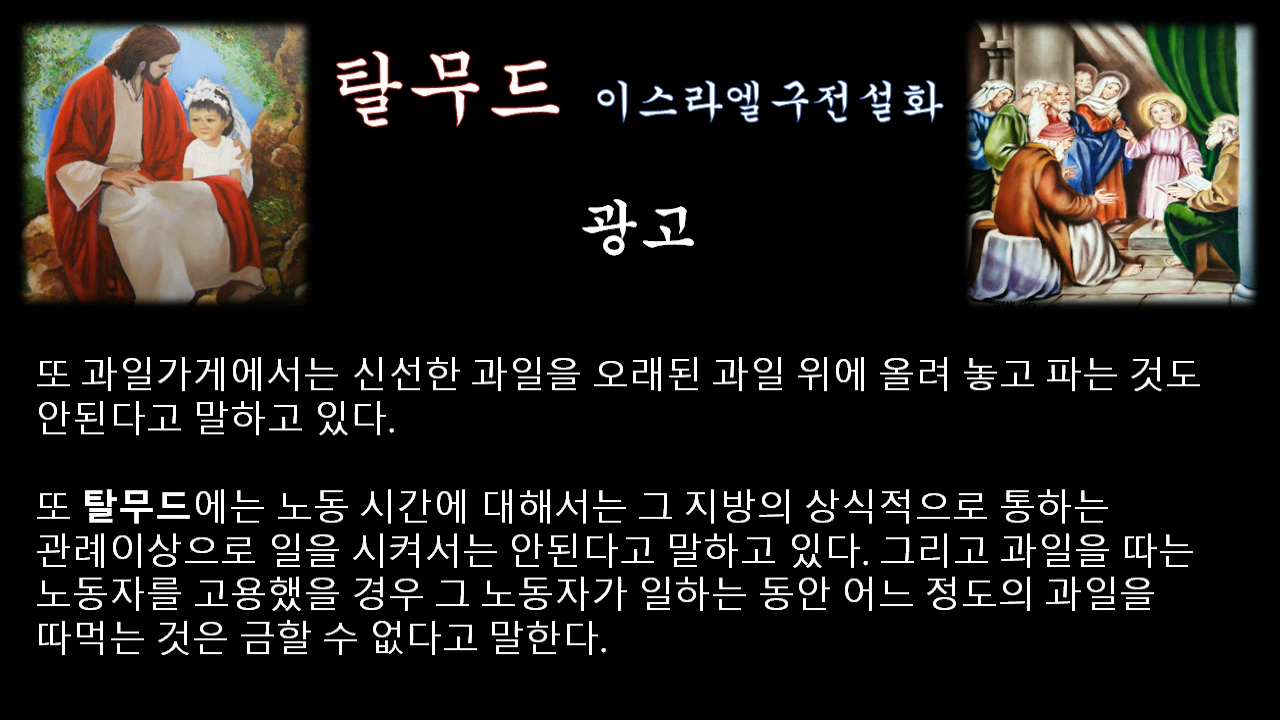 탈무드 이스라엘구전설화
광고
또 과일가게에서는 신선한 과일을 오래된 과일 위에 올려 놓고 파는 것도
안된다고 말하고 있다.
또 탈무드에는 노동 시간에 대해서는 그 지방의 상식적으로 통하는
관례이상으로 일을 시켜서는 안된다고 말하고 있다. 그리고 과일을 따는
노동자를 고용했을 경우 그 노동자가 일하는 동안 어느 정도의 과일을
따먹는 것은 금할 수 없다고 말한다.